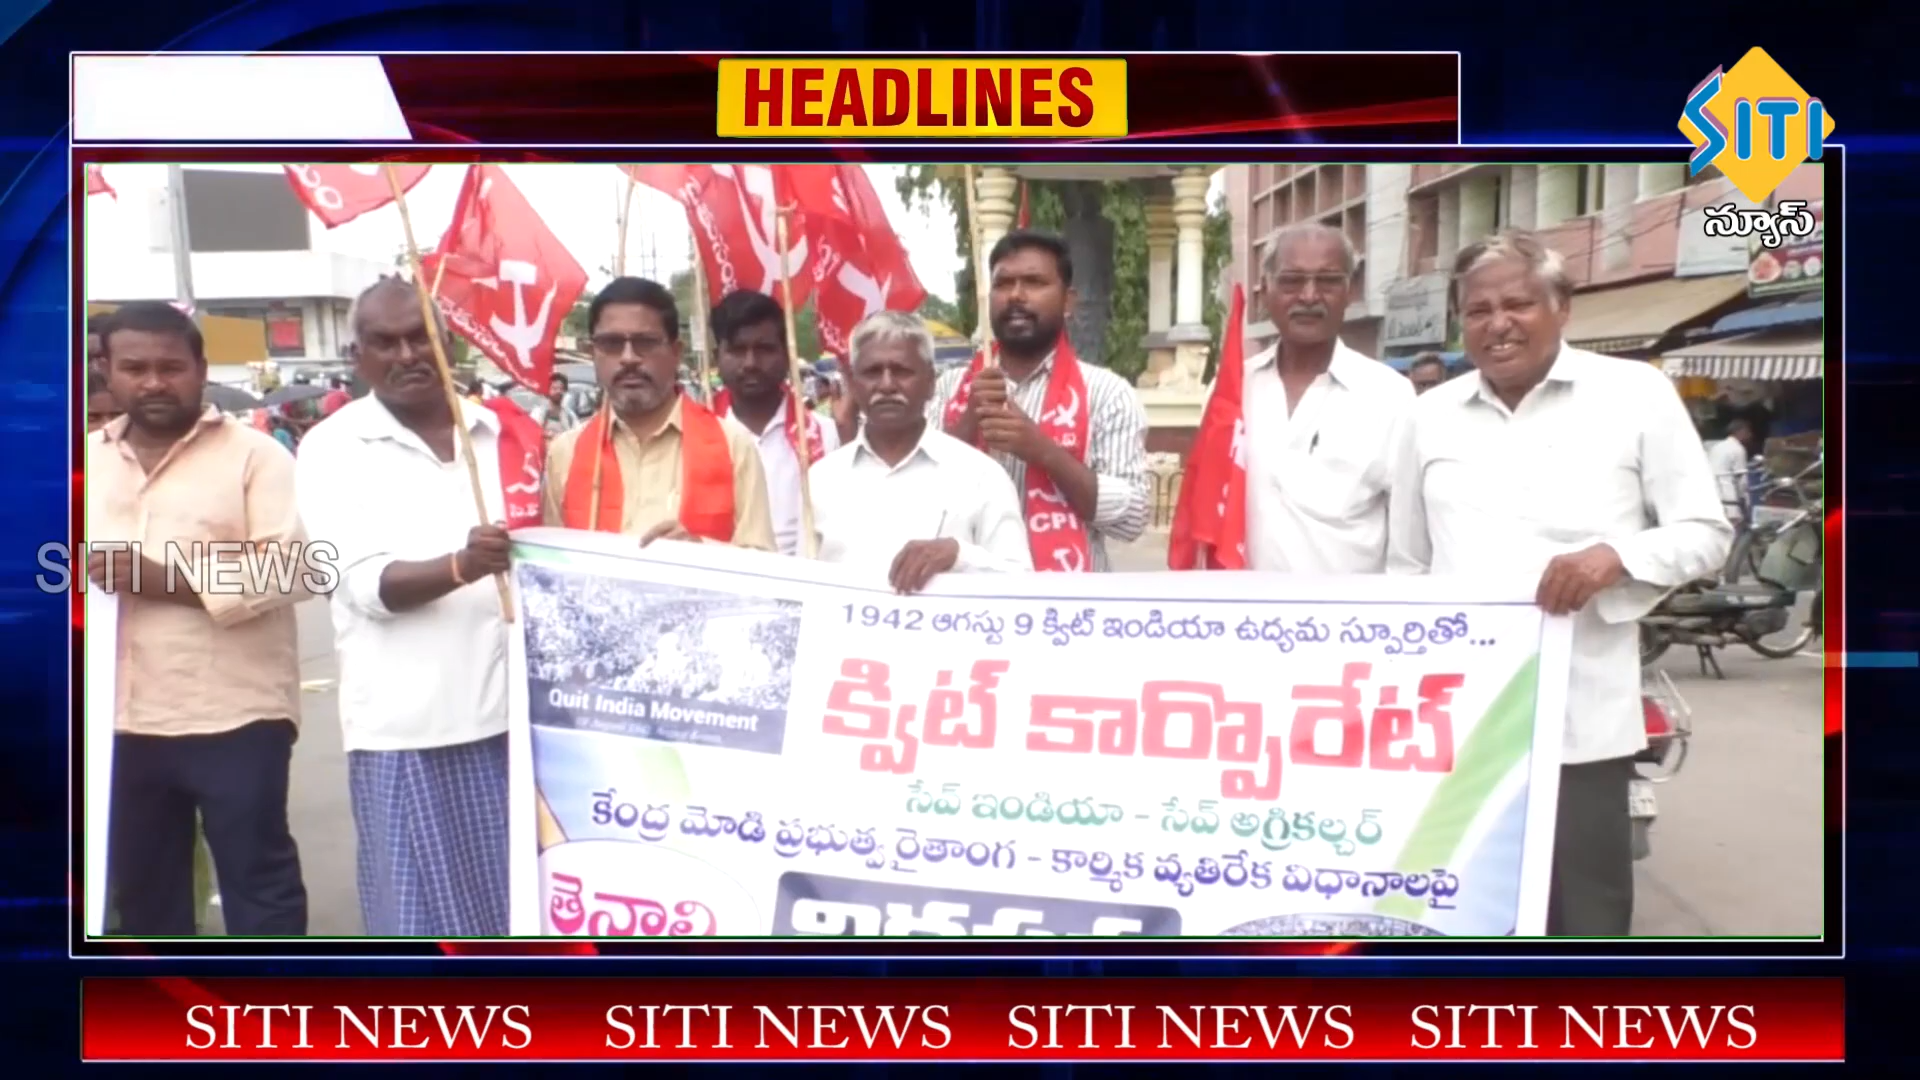 HEADLINES
SITI
న్యూస్
CPI
SITI NEWS
1942 ఆగస్టు 9 క్విట్ ఇండియా ఉద్యమ స్ఫూర్తితో...
Quit India Movement
క్విట్ కార్పొరేట్
సేవ్ ఇండియా - సేవ్ అగ్రికల్చర్
కేంద్ర మోడి ప్రభుత్వ రైతాంగ - కార్మిక వ్యతిరేక విధానాలపై
తెనాలి
SITI NEWS SITI NEWS SITI NEWS SITI NEWS